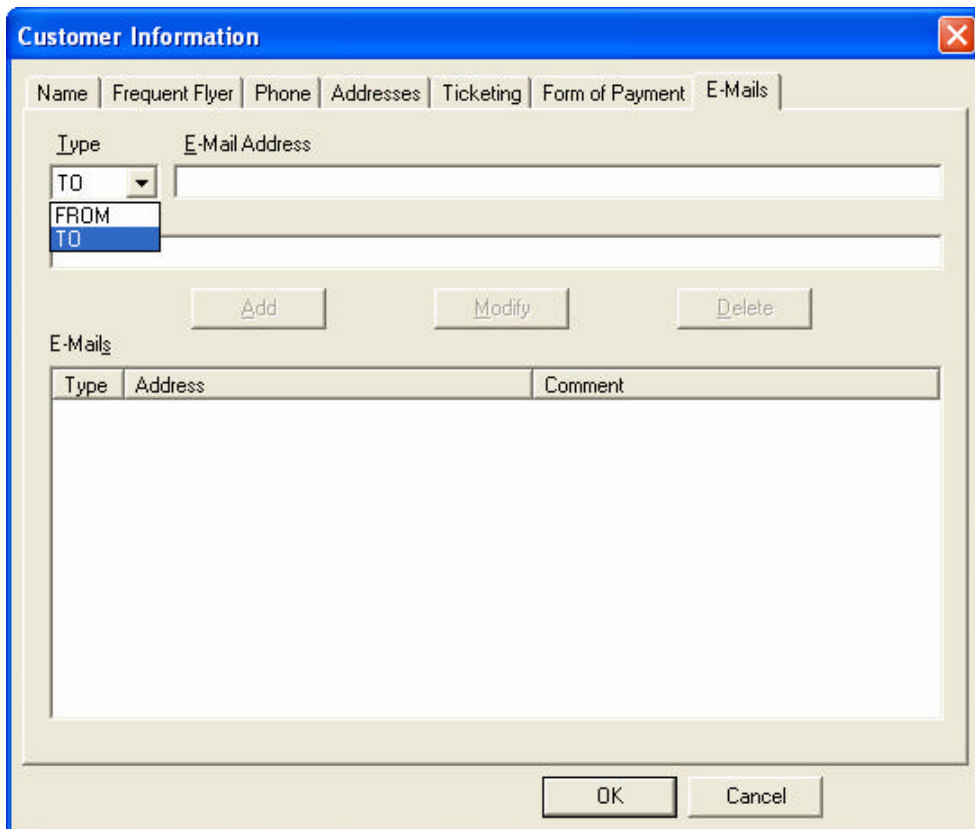 Customer Information
Name Frequent Flyer Phone Addresses Ticketing Form of Payment E-Mails
Type E-Mail Address
TO
FROM
TO
Add Modify Delete
E-Mails
Type Address Comment
OK Cancel